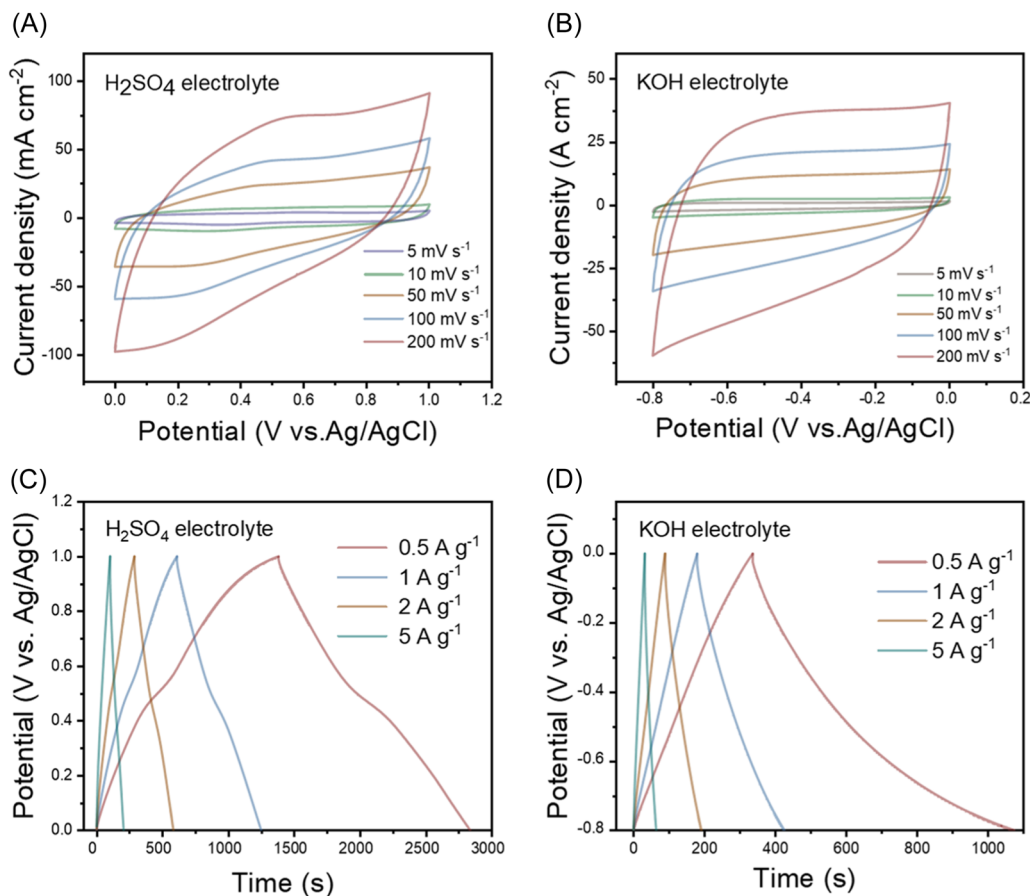 (A)
H₂SO₄ electrolyte
Current density (mA cm⁻²)
100
50
0
-50
-100
5 mV s⁻¹
10 mV s⁻¹
50 mV s⁻¹
100 mV s⁻¹
200 mV s⁻¹
0.0 0.2 0.4 0.6 0.8 1.0 1.2
Potential (V vs.Ag/AgCl)
(B)
KOH electrolyte
Current density (A cm⁻²)
50
25
0
-25
-50
5 mV s⁻¹
10 mV s⁻¹
50 mV s⁻¹
100 mV s⁻¹
200 mV s⁻¹
-0.8 -0.6 -0.4 -0.2 0.0 0.2
Potential (V vs.Ag/AgCl)
(C)
H₂SO₄ electrolyte
Potential (V vs. Ag/AgCl)
1.2
1.0
0.8
0.6
0.4
0.2
0.0
0.5 A g⁻¹
1 A g⁻¹
2 A g⁻¹
5 A g⁻¹
0 500 1000 1500 2000 2500 3000
Time (s)
(D)
KOH electrolyte
Potential (V vs. Ag/AgCl)
0.0
-0.2
-0.4
-0.6
-0.8
0.5 A g⁻¹
1 A g⁻¹
2 A g⁻¹
5 A g⁻¹
0 200 400 600 800 1000
Time (s)